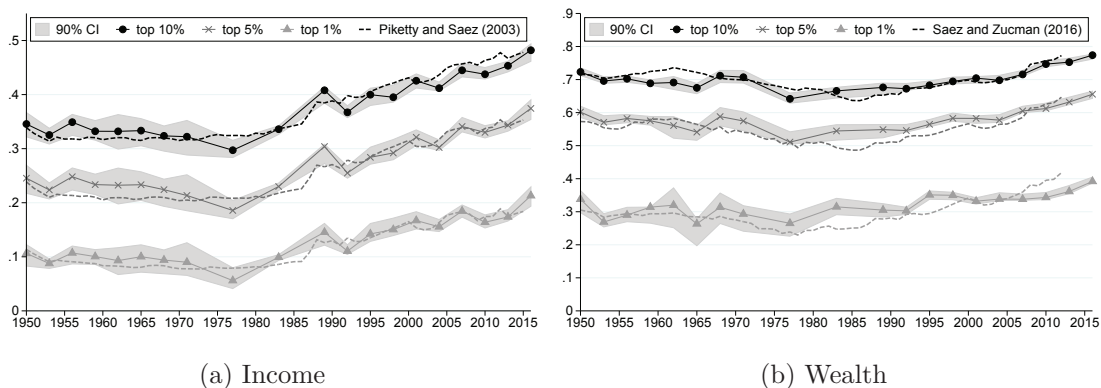 90% CI top 10% top 5% top 1% Piketty and Saez (2003)
.5
.4
.3
.2
.1
0
1950 1955 1960 1965 1970 1975 1980 1985 1990 1995 2000 2005 2010 2015
(a) Income
90% CI top 10% top 5% top 1% Saez and Zucman (2016)
.9
.8
.7
.6
.5
.4
.3
.2
.1
0
1950 1955 1960 1965 1970 1975 1980 1985 1990 1995 2000 2005 2010 2015
(b) Wealth